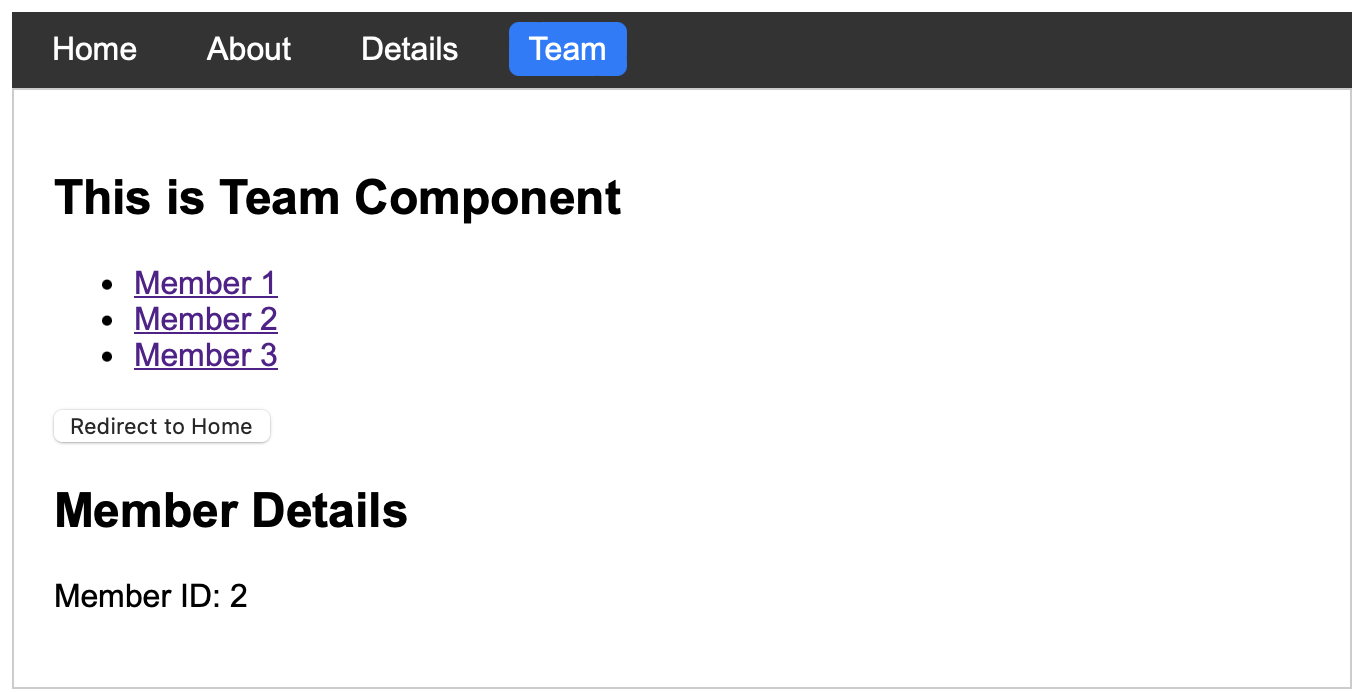 Home About Details Team
This is Team Component
Member 1
Member 2
Member 3
Redirect to Home
Member Details
Member ID: 2